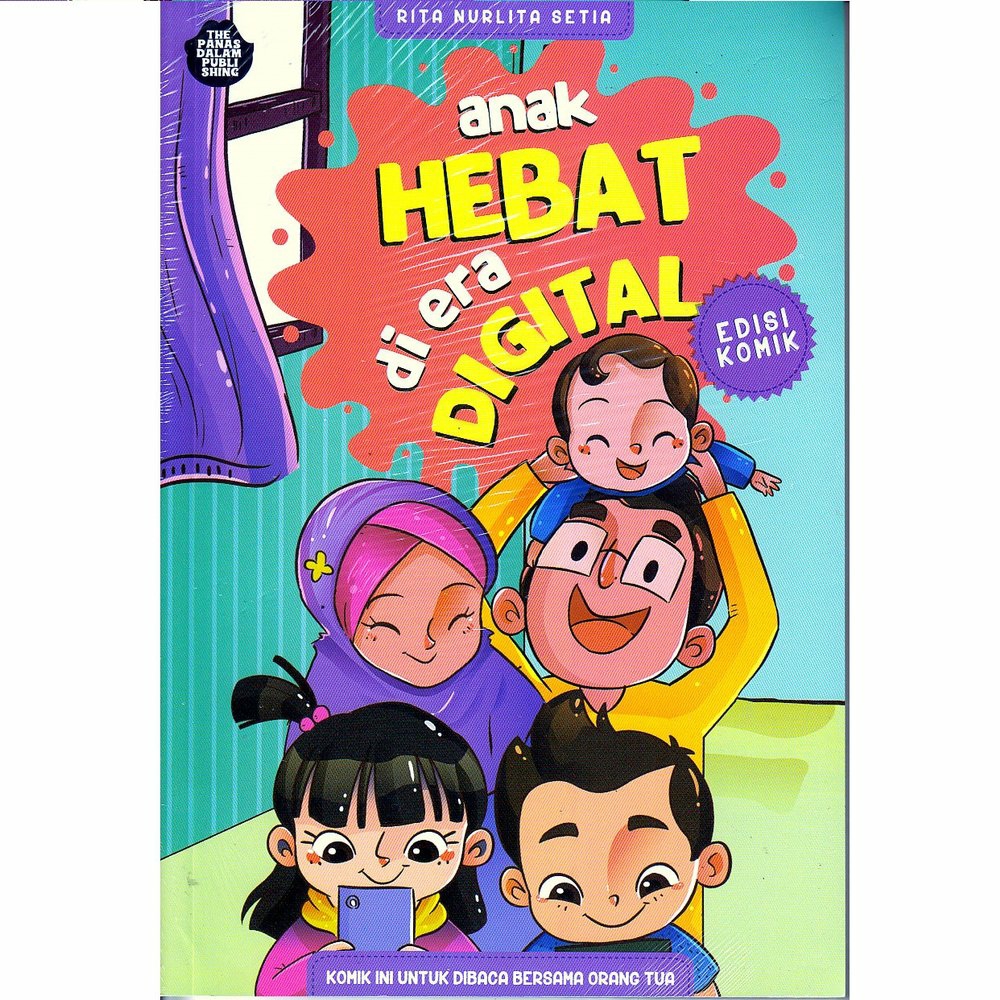 RITA NURLITA SETIA
THE
PANAS
DALAM
PUBLI
SHING
anak
HEBAT
di era
DIGITAL
EDISI
KOMIK
KOMIK INI UNTUK DIBACA BERSAMA ORANG TUA